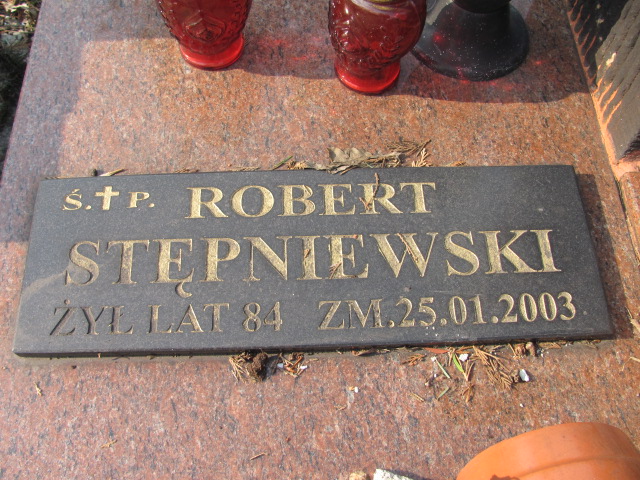 Ś.✝P. ROBERT
STĘPNIEWSKI
ŻYŁ LAT 84 ZM.25.01.2003